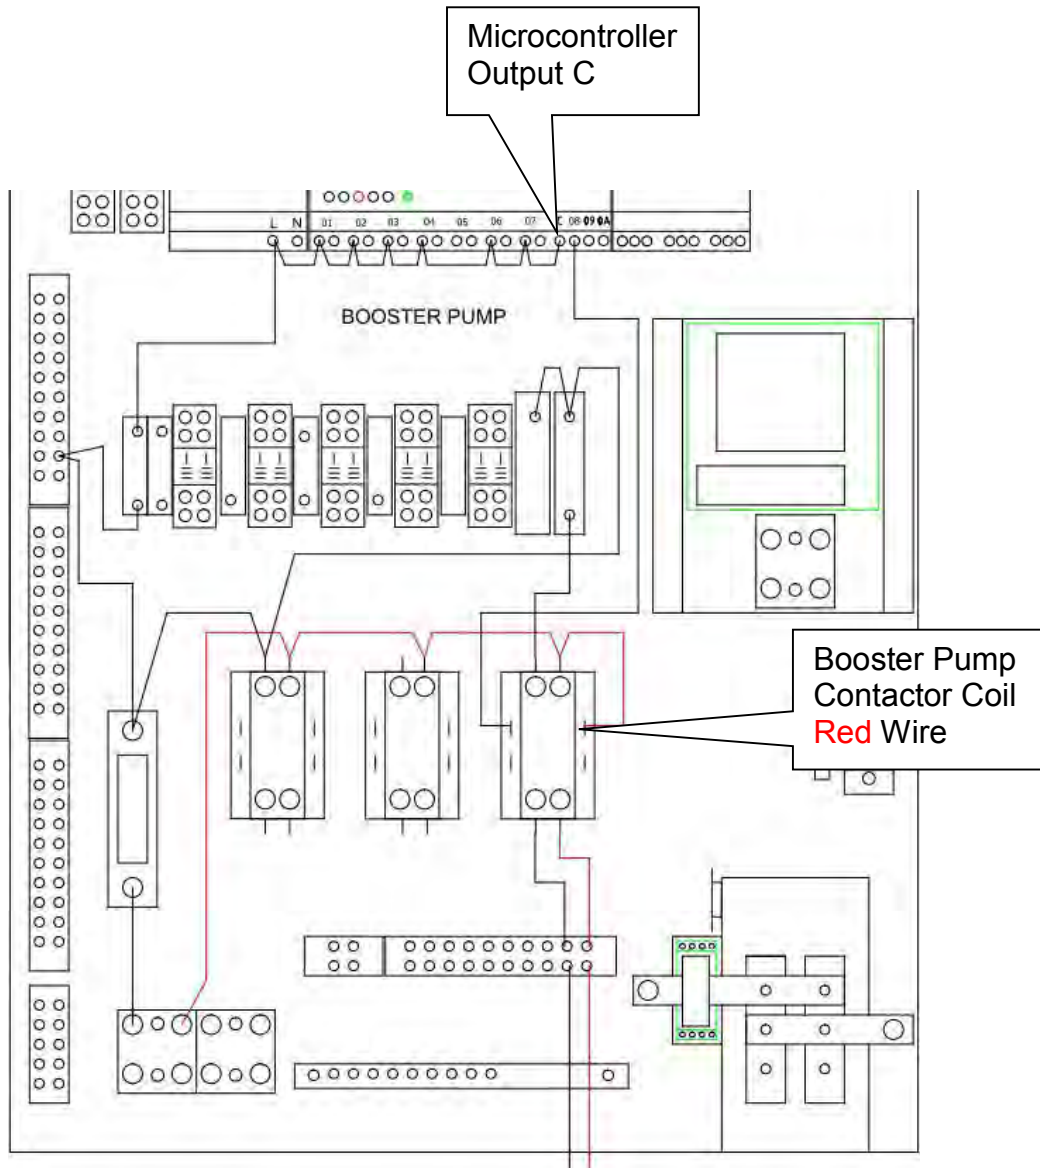 Microcontroller
Output C
L N 01 02 03 04 05 06 07 C 08 09 0A
BOOSTER PUMP
Booster Pump
Contactor Coil
Red Wire